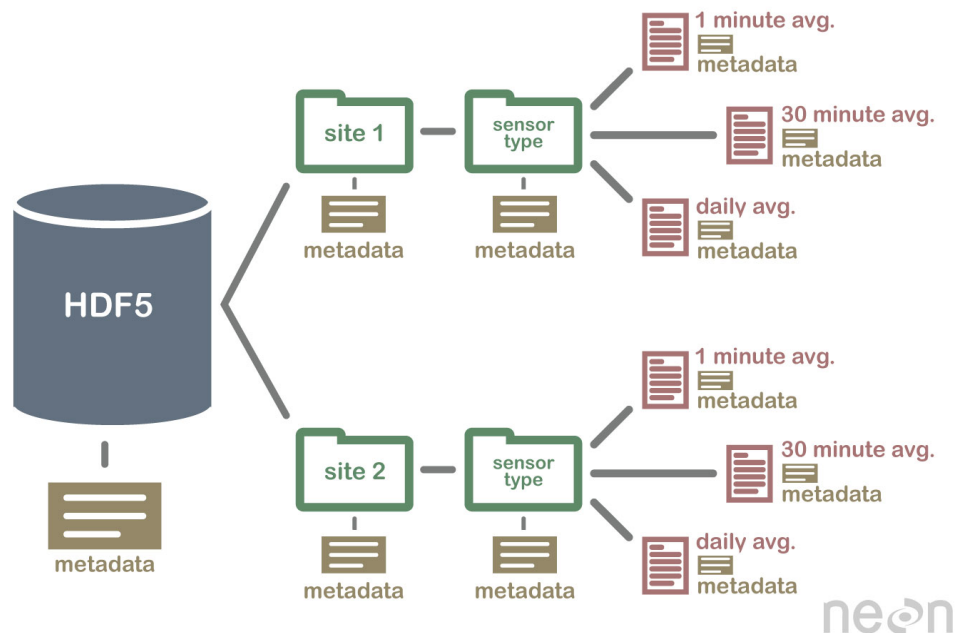 HDF5
metadata
site 1
metadata
sensor
type
metadata
1 minute avg.
metadata
30 minute avg.
metadata
daily avg.
metadata
site 2
metadata
sensor
type
metadata
1 minute avg.
metadata
30 minute avg.
metadata
daily avg.
metadata
neon